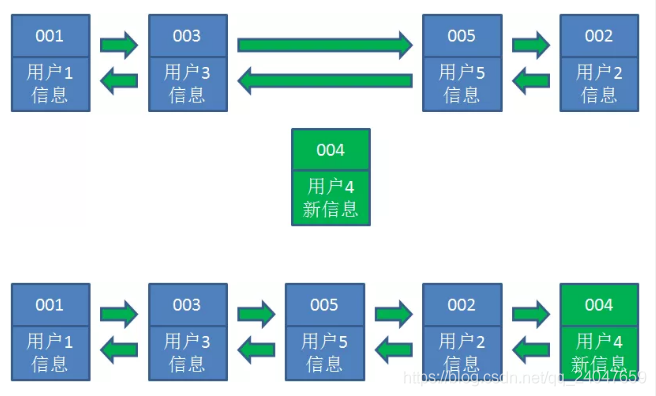 001
003
005
002
用户1
信息
用户3
信息
用户5
信息
用户2
信息
004
用户4
新信息
001
003
005
002
004
用户1
信息
用户3
信息
用户5
信息
用户2
信息
用户4
新信息
https://blog.csdn.net/qq_24047659